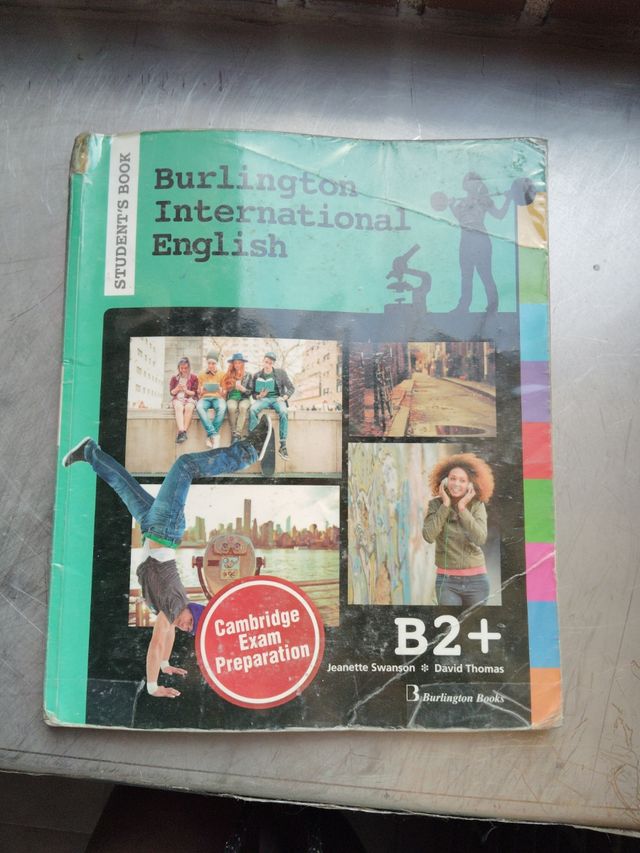 STUDENT'S BOOK
Burlington
International
English
Cambridge
Exam
Preparation
B2+
Jeanette Swanson * David Thomas
B Burlington Books